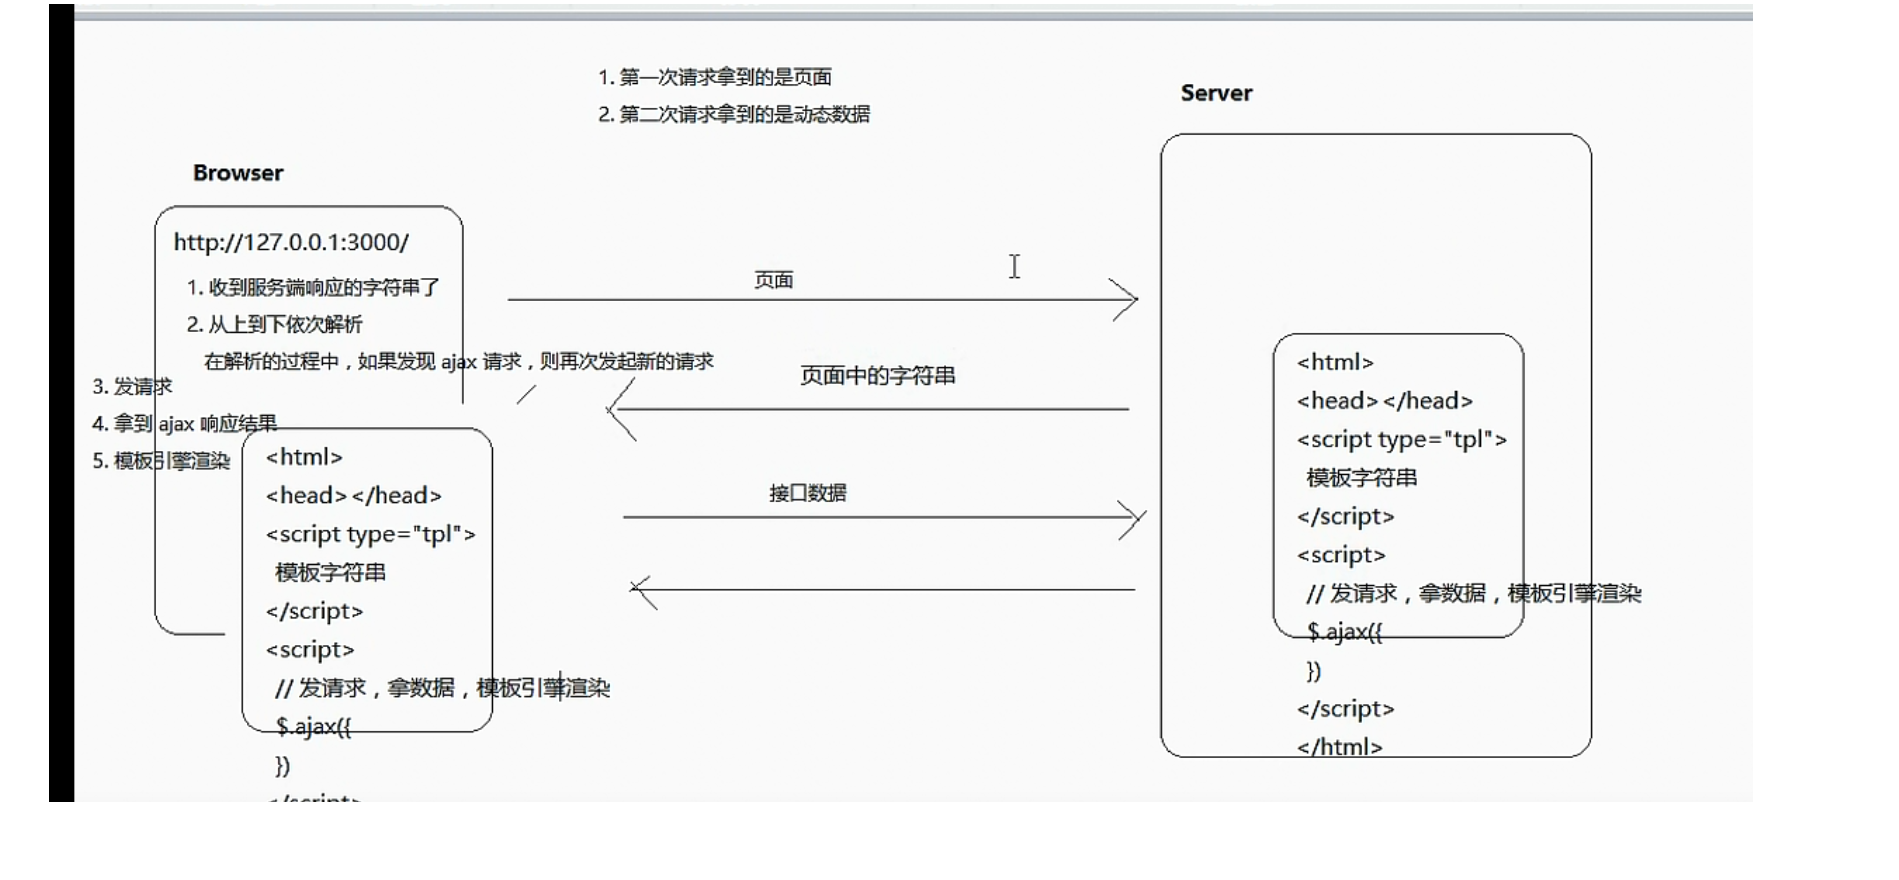 1. 第一次请求拿到的是页面
2. 第二次请求拿到的是动态数据
Server
Browser
http://127.0.0.1:3000/
1. 收到服务端响应的字符串了
2. 从上到下依次解析
在解析的过程中，如果发现 ajax 请求，则再次发起新的请求
3. 发请求
4. 拿到 ajax 响应结果
5. 模板引擎渲染
<html>
<head></head>
<script type="tpl">
模板字符串
</script>
<script>
// 发请求，拿数据，模板引擎渲染
$.ajax({
})
</script>
页面
页面中的字符串
接口数据
<html>
<head></head>
<script type="tpl">
模板字符串
</script>
<script>
// 发请求，拿数据，模板引擎渲染
$.ajax({
})
</script>
</html>